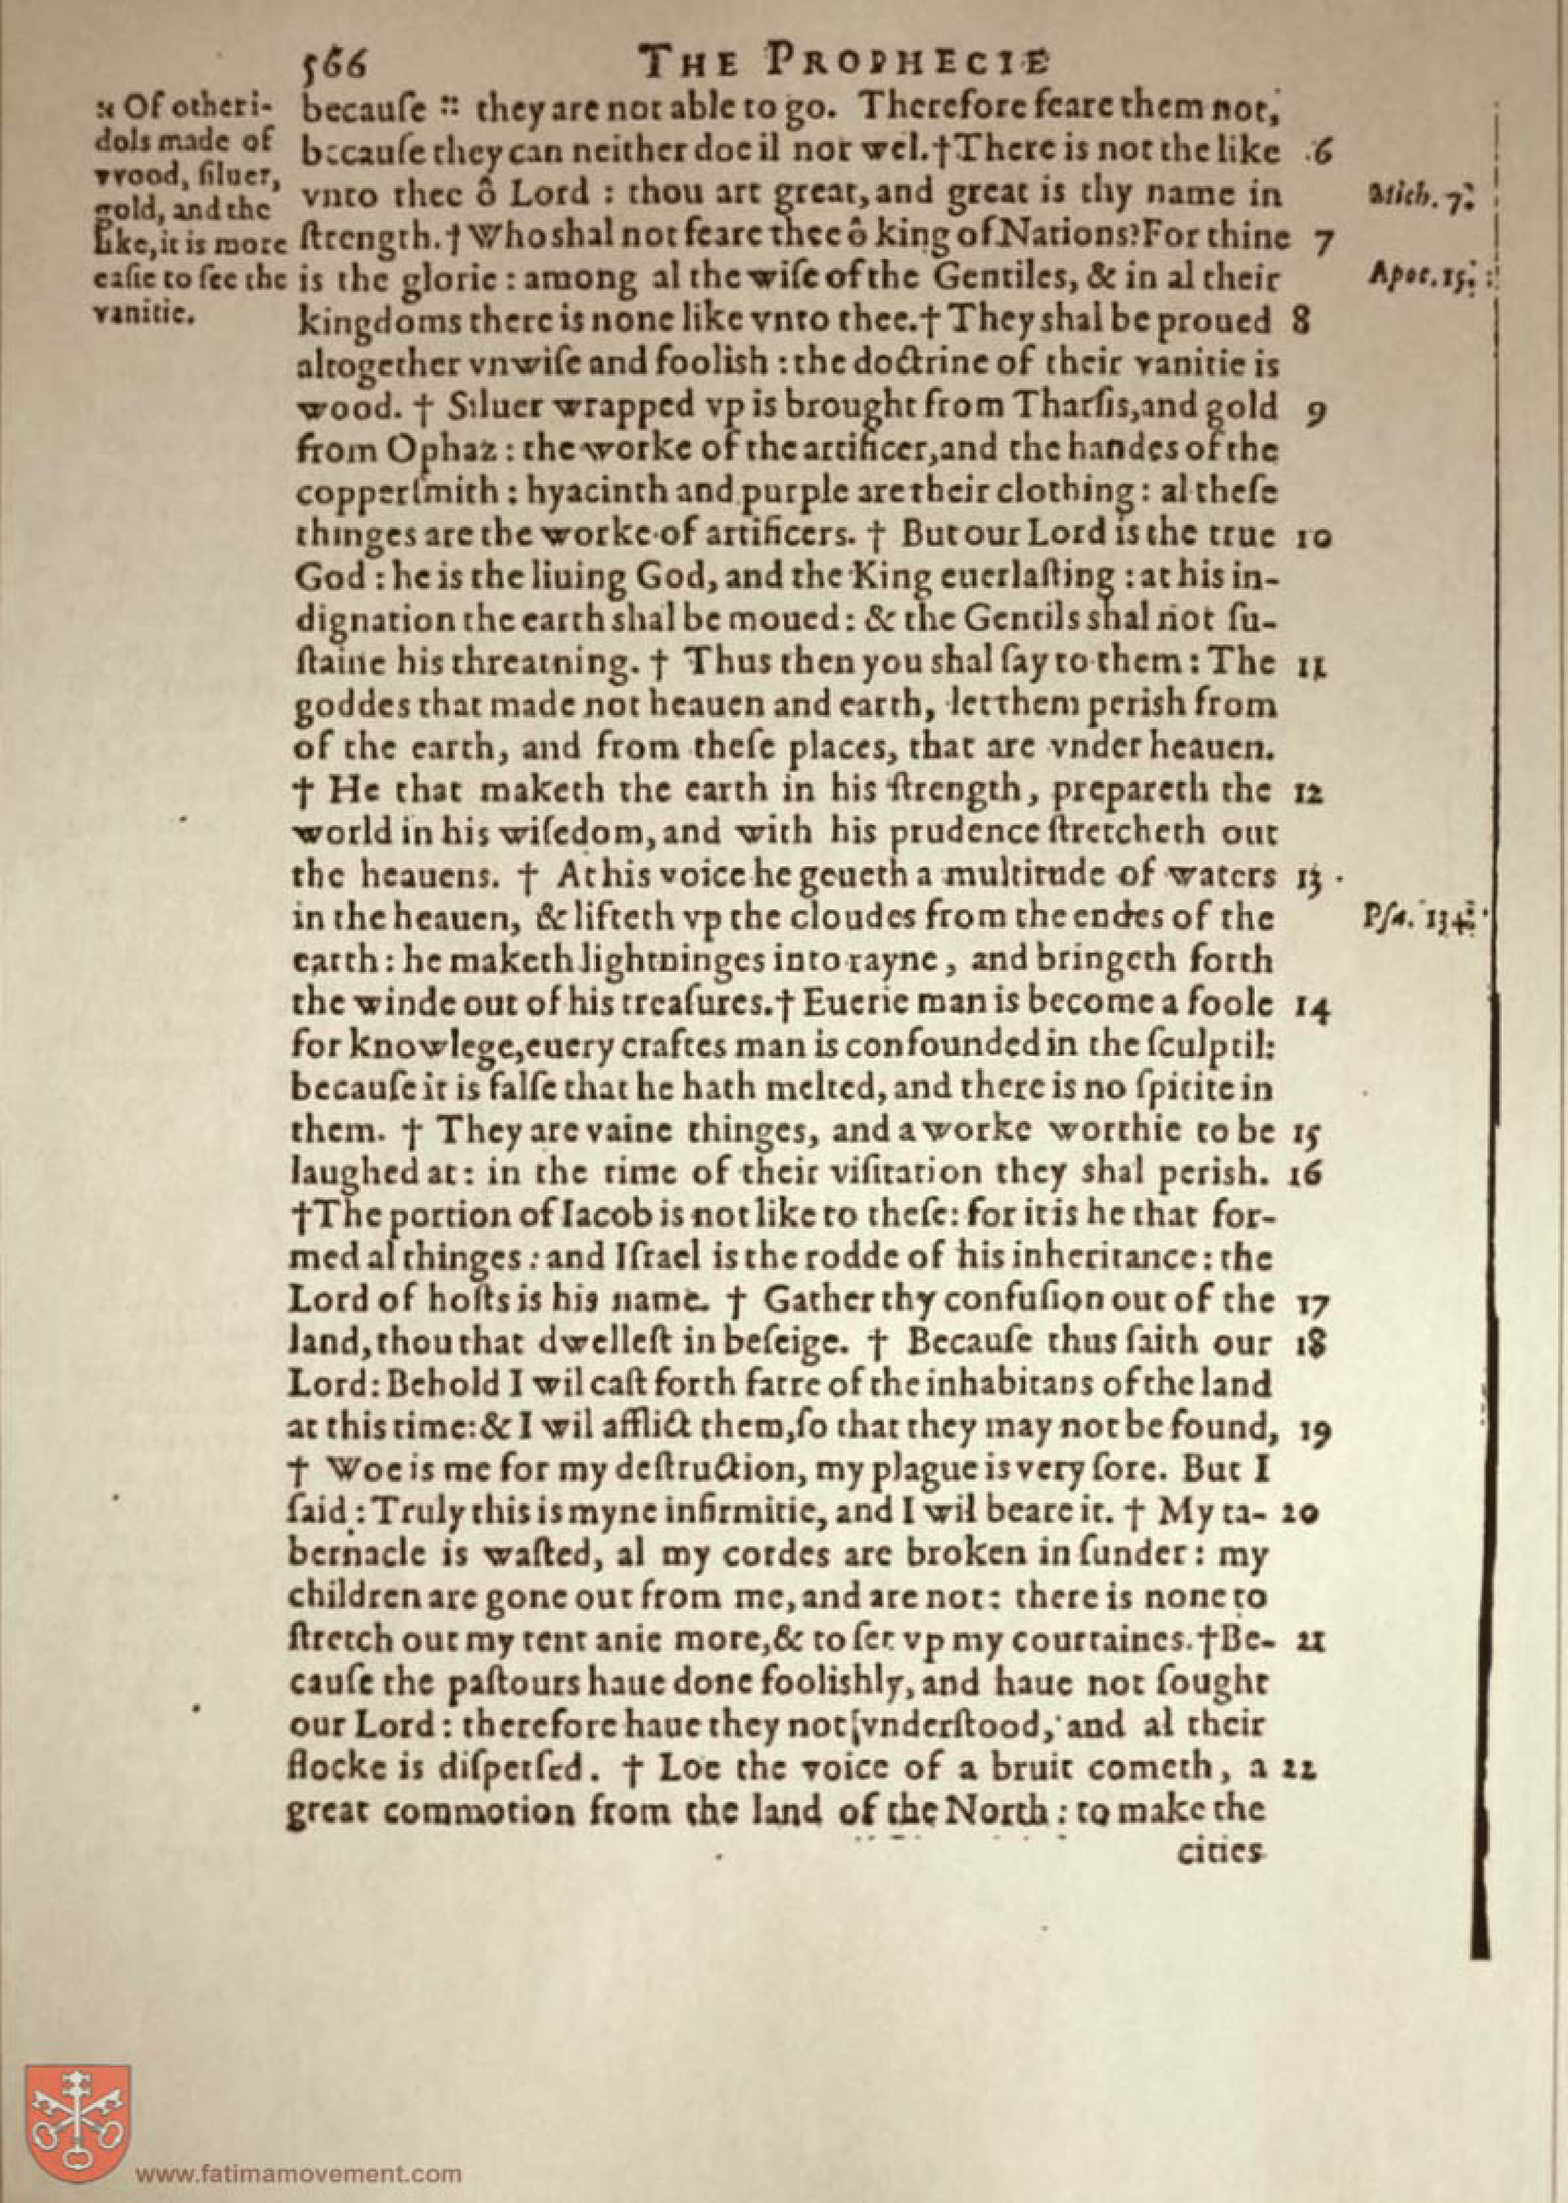 566
THE PROPHECIE
:: Of other i-
dols made of
wood, siluer,
gold, and the
like, it is more
easie to see the
vanitie.
becauſe :: they are not able to go. Therefore feare them not,
becauſe they can neither doe il nor wel. † There is not the like 6
vnto thee ô Lord : thou art great, and great is thy name in
Mich. 7.
ſtrength. † Who shal not feare thee ô king of Nations? For thine 7
is the glorie : among al the wiſe of the Gentiles, & in al their
Apoc. 15.
kingdoms there is none like vnto thee. † They shal be proued 8
altogether vnwiſe and foolish : the doctrine of their vanitie is
wood. † Siluer wrapped vp is brought from Tharſis, and gold 9
from Ophaz : the worke of the artificer, and the handes of the
copperſmith : hyacinth and purple are their clothing : al theſe
thinges are the worke of artificers. † But our Lord is the true 10
God : he is the liuing God, and the King euerlaſting : at his in-
dignation the earth shal be moued : & the Gentils shal not ſu-
ſtaine his threatning. † Thus then you shal ſay to them : The 11
goddes that made not heauen and earth, let them perish from
of the earth, and from theſe places, that are vnder heauen.
† He that maketh the earth in his ſtrength, prepareth the 12
world in his wiſedom, and with his prudence ſtretcheth out
the heauens. † At his voice he geueth a multitude of waters 13
in the heauen, & lifteth vp the cloudes from the endes of the
Pſa. 134.
earth : he maketh lightninges into rayne, and bringeth forth
the winde out of his treaſures. † Euerie man is become a foole 14
for knowlege, euery craftes man is confounded in the ſculptil:
becauſe it is falſe that he hath melted, and there is no ſpirite in
them. † They are vaine thinges, and a worke worthie to be 15
laughed at : in the time of their viſitation they shal perish. 16
† The portion of Iacob is not like to theſe : for it is he that for-
med al thinges : and Iſrael is the rodde of his inheritance : the
Lord of hoſts is his name. † Gather thy confuſion out of the 17
land, thou that dwelleſt in beſeige. † Becauſe thus ſaith our 18
Lord : Behold I wil caſt forth farre of the inhabitans of the land
at this time : & I wil afflict them, ſo that they may not be found, 19
† Woe is me for my deſtruction, my plague is very ſore. But I
ſaid : Truly this is myne infirmitie, and I wil beare it. † My ta- 20
bernacle is waſted, al my cordes are broken in ſunder : my
children are gone out from me, and are not : there is none to
ſtretch out my tent anie more, & to ſet vp my courtaines. † Be- 21
cauſe the paſtours haue done foolishly, and haue not ſought
our Lord : therefore haue they not vnderſtood, and al their
flocke is diſperſed. † Loe the voice of a bruit cometh, a 22
great commotion from the land of the North : to make the
cities
www.fatimamovement.com